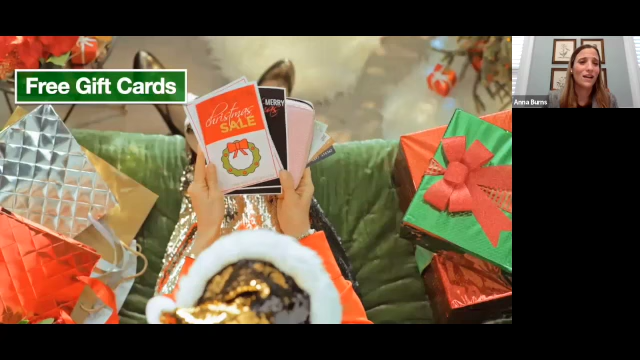 Free Gift Cards
Christmas
SALE
MERRY
Anna Burns